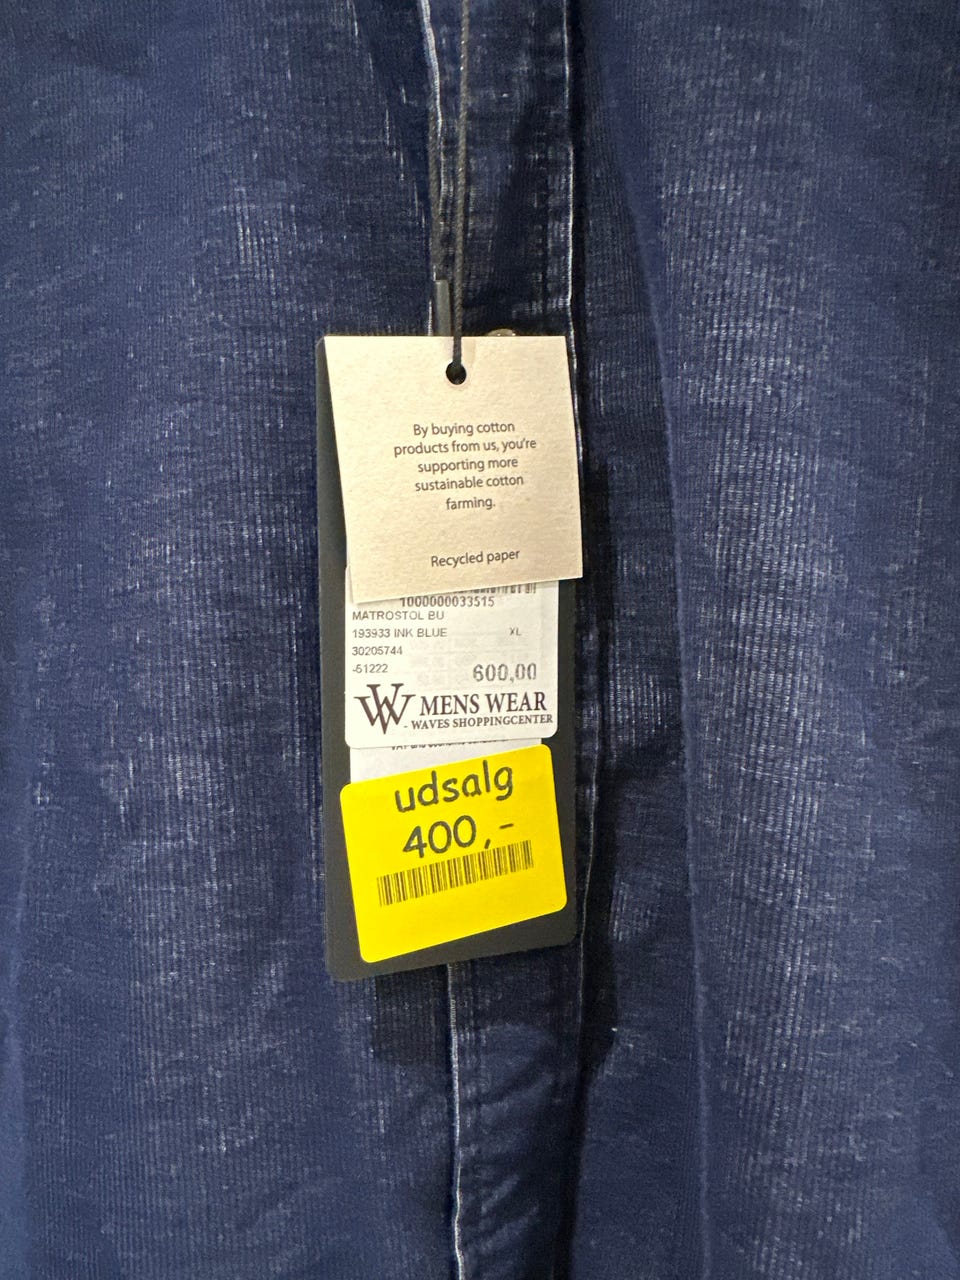 By buying cotton
products from us, you're
supporting more
sustainable cotton
farming.
Recycled paper
1000000033515
MATROSTOL BU
193933 INK BLUE XL
30205744
-51222 600,00
W MENS WEAR
- WAVES SHOPPINGCENTER
udsalg
400,-